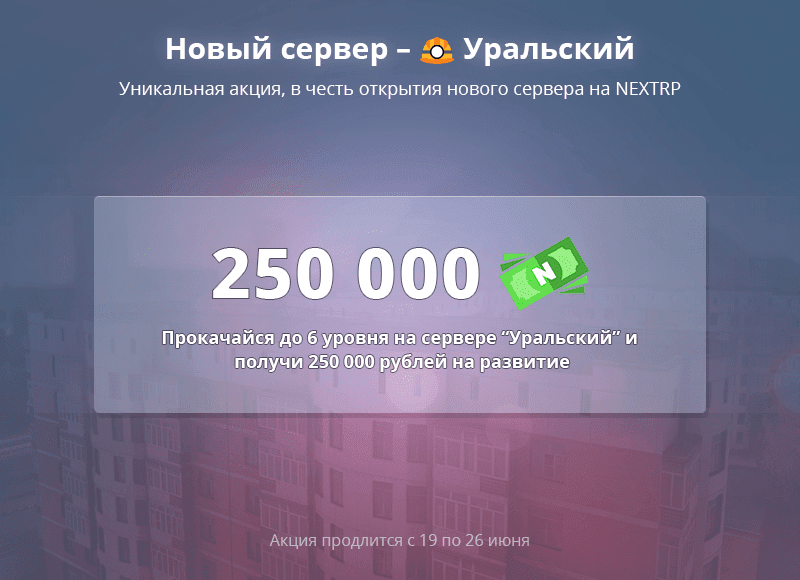 Новый сервер – Уральский
Уникальная акция, в честь открытия нового сервера на NEXTRP
250 000 N
Прокачайся до 6 уровня на сервере “Уральский” и
получи 250 000 рублей на развитие
Акция продлится с 19 по 26 июня